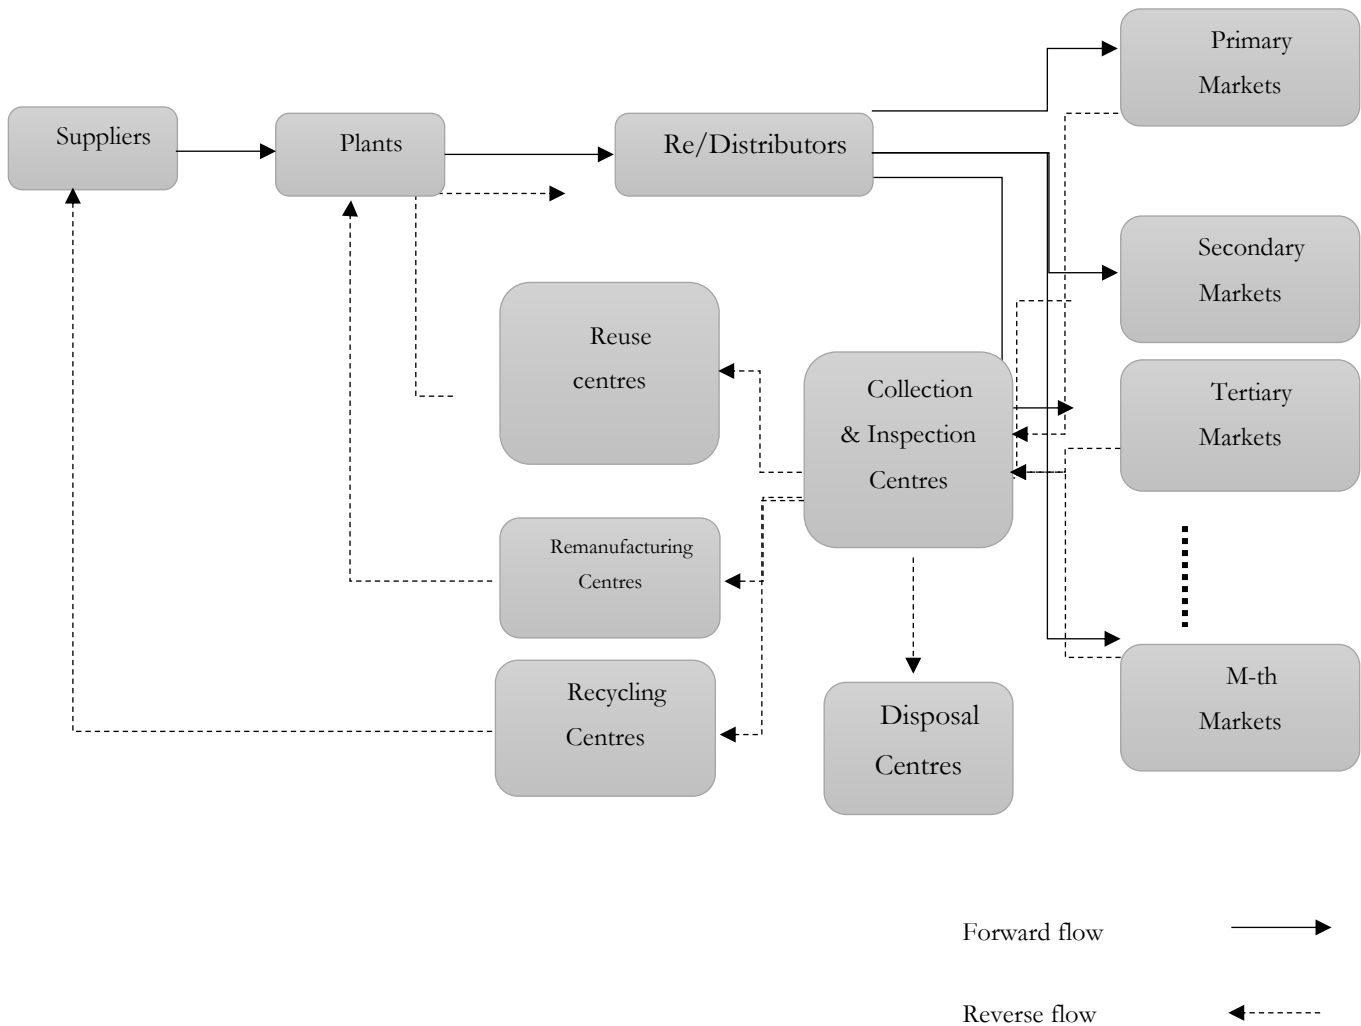 Primary
Markets
Suppliers
Plants
Re/Distributors
Secondary
Markets
Reuse
centres
Collection
& Inspection
Centres
Tertiary
Markets
Remanufacturing
Centres
Recycling
Centres
Disposal
Centres
M-th
Markets
Forward flow
Reverse flow